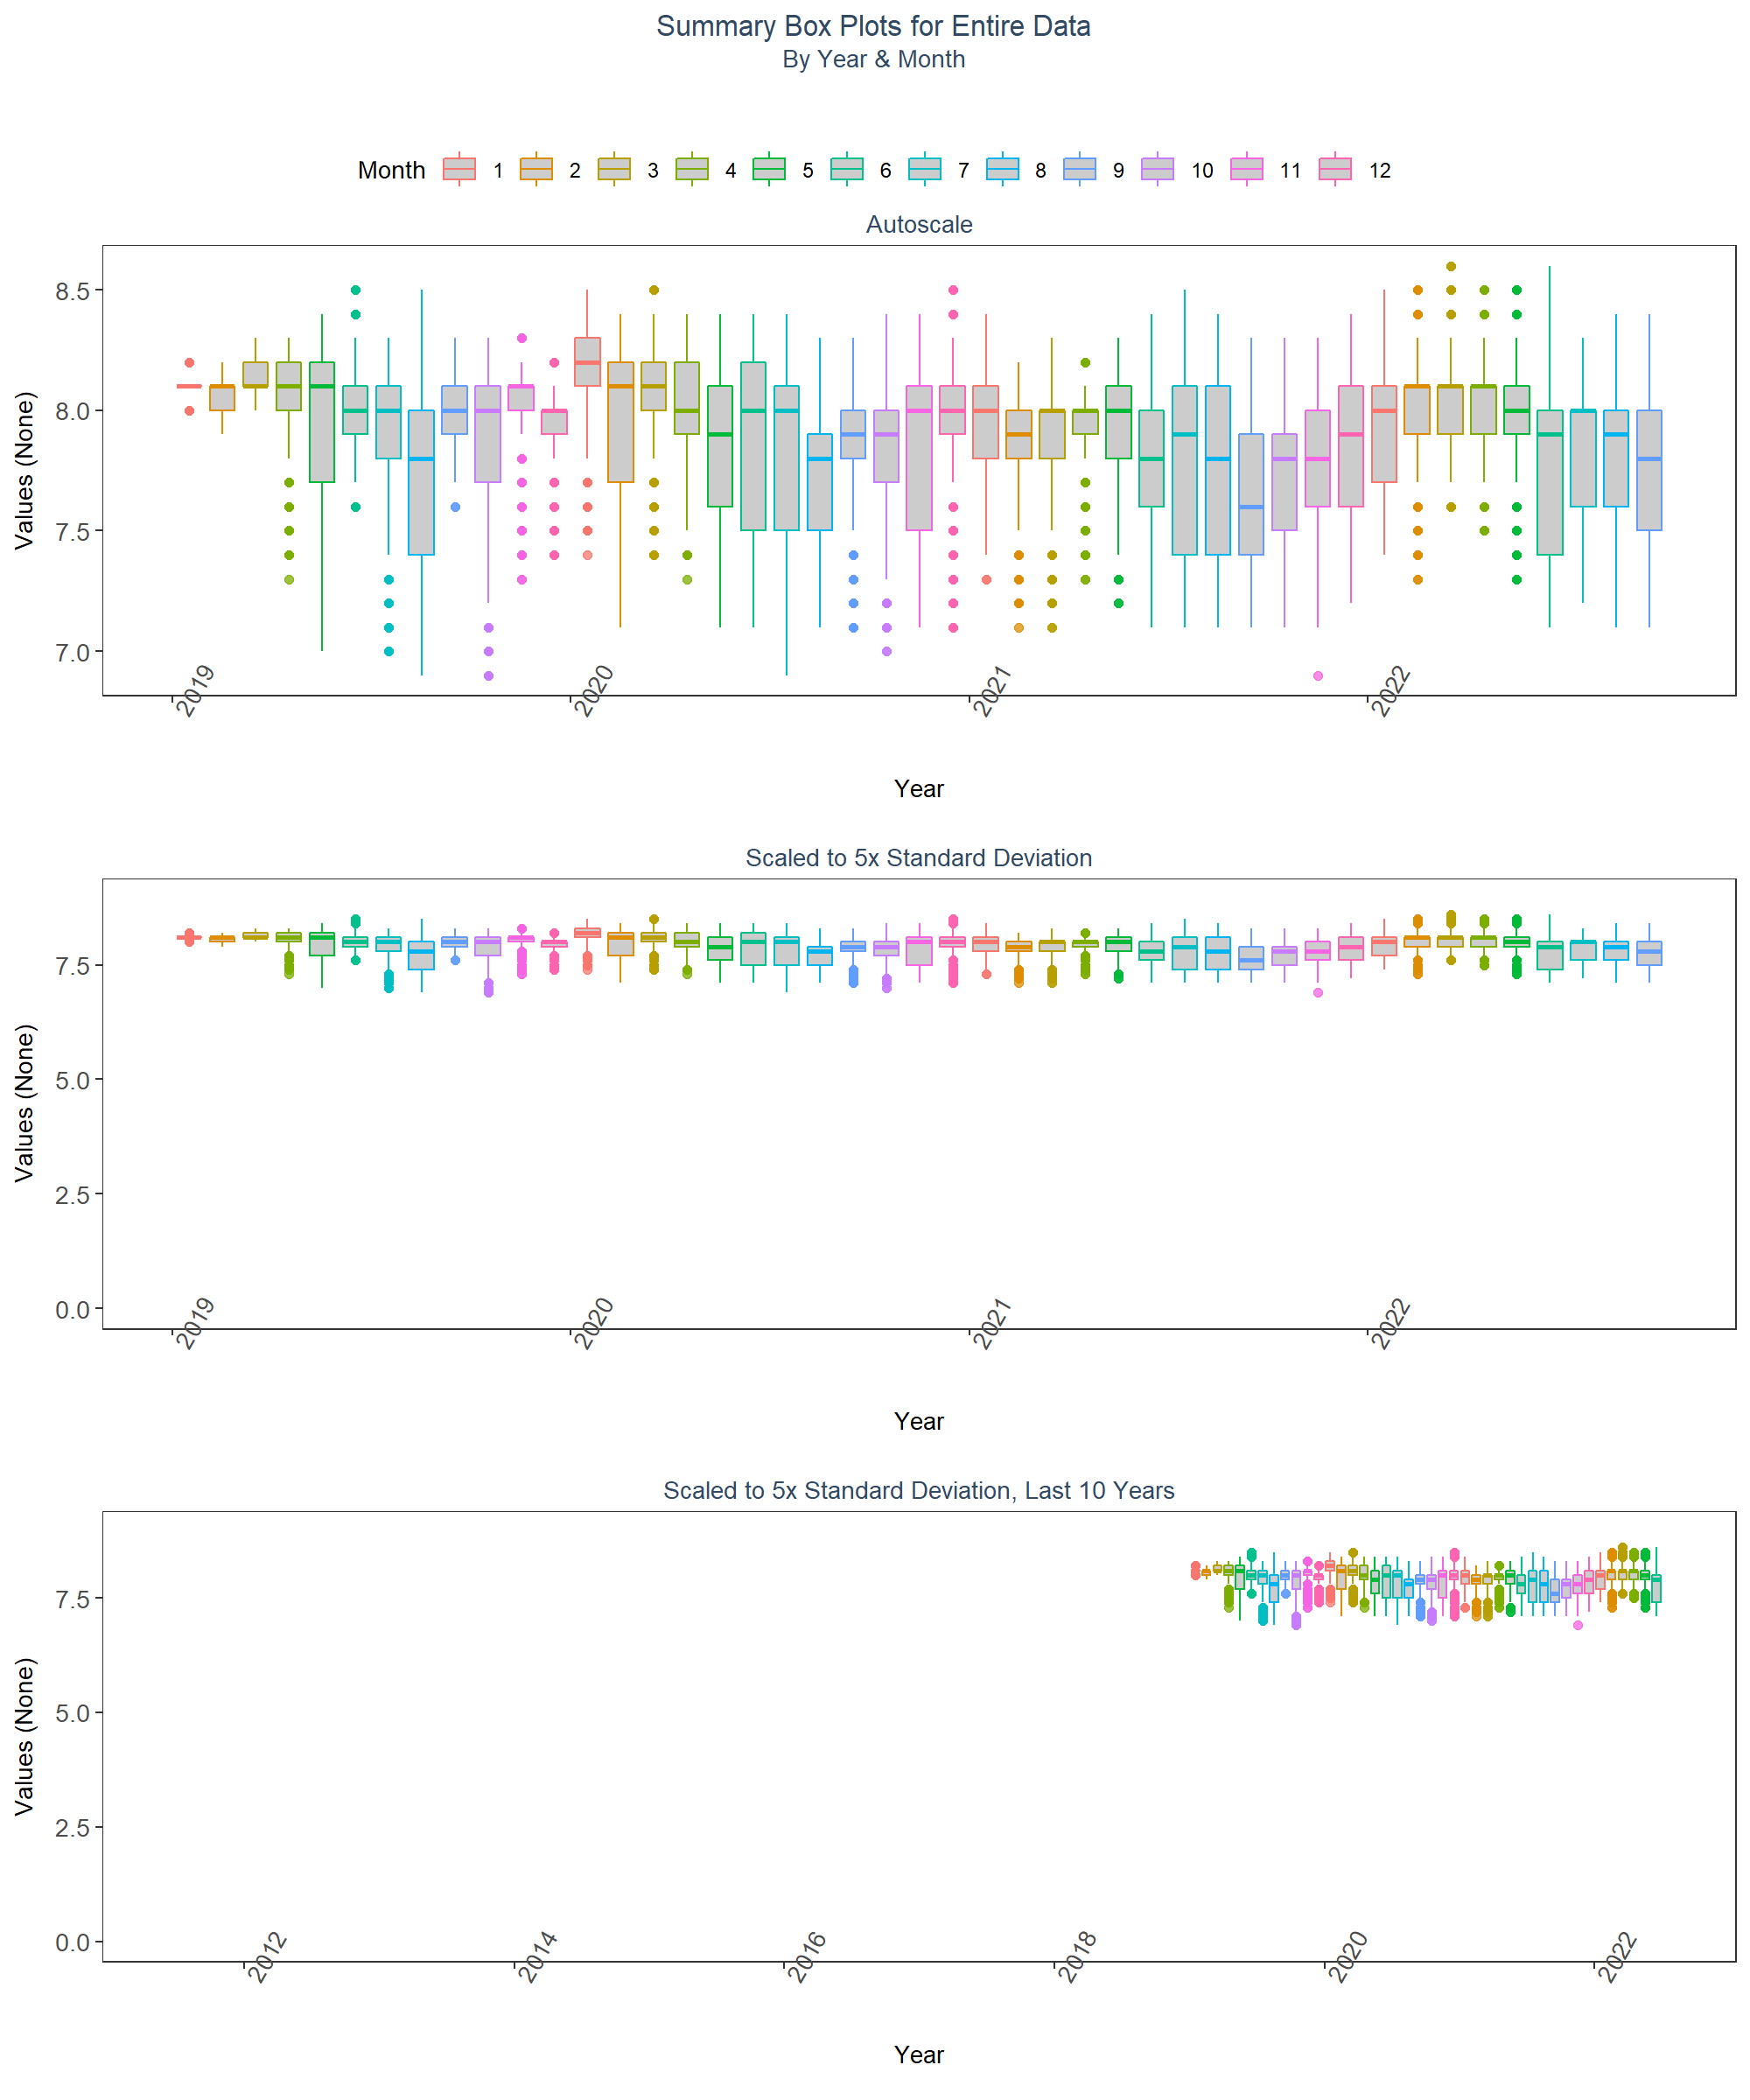 Summary Box Plots for Entire Data
By Year & Month
Month 1 2 3 4 5 6 7 8 9 10 11 12
Autoscale
Values (None)
8.5
8.0
7.5
7.0
2019 2020 2021 2022
Year
Scaled to 5x Standard Deviation
Values (None)
7.5
5.0
2.5
0.0
2019 2020 2021 2022
Year
Scaled to 5x Standard Deviation, Last 10 Years
Values (None)
7.5
5.0
2.5
0.0
2012 2014 2016 2018 2020 2022
Year